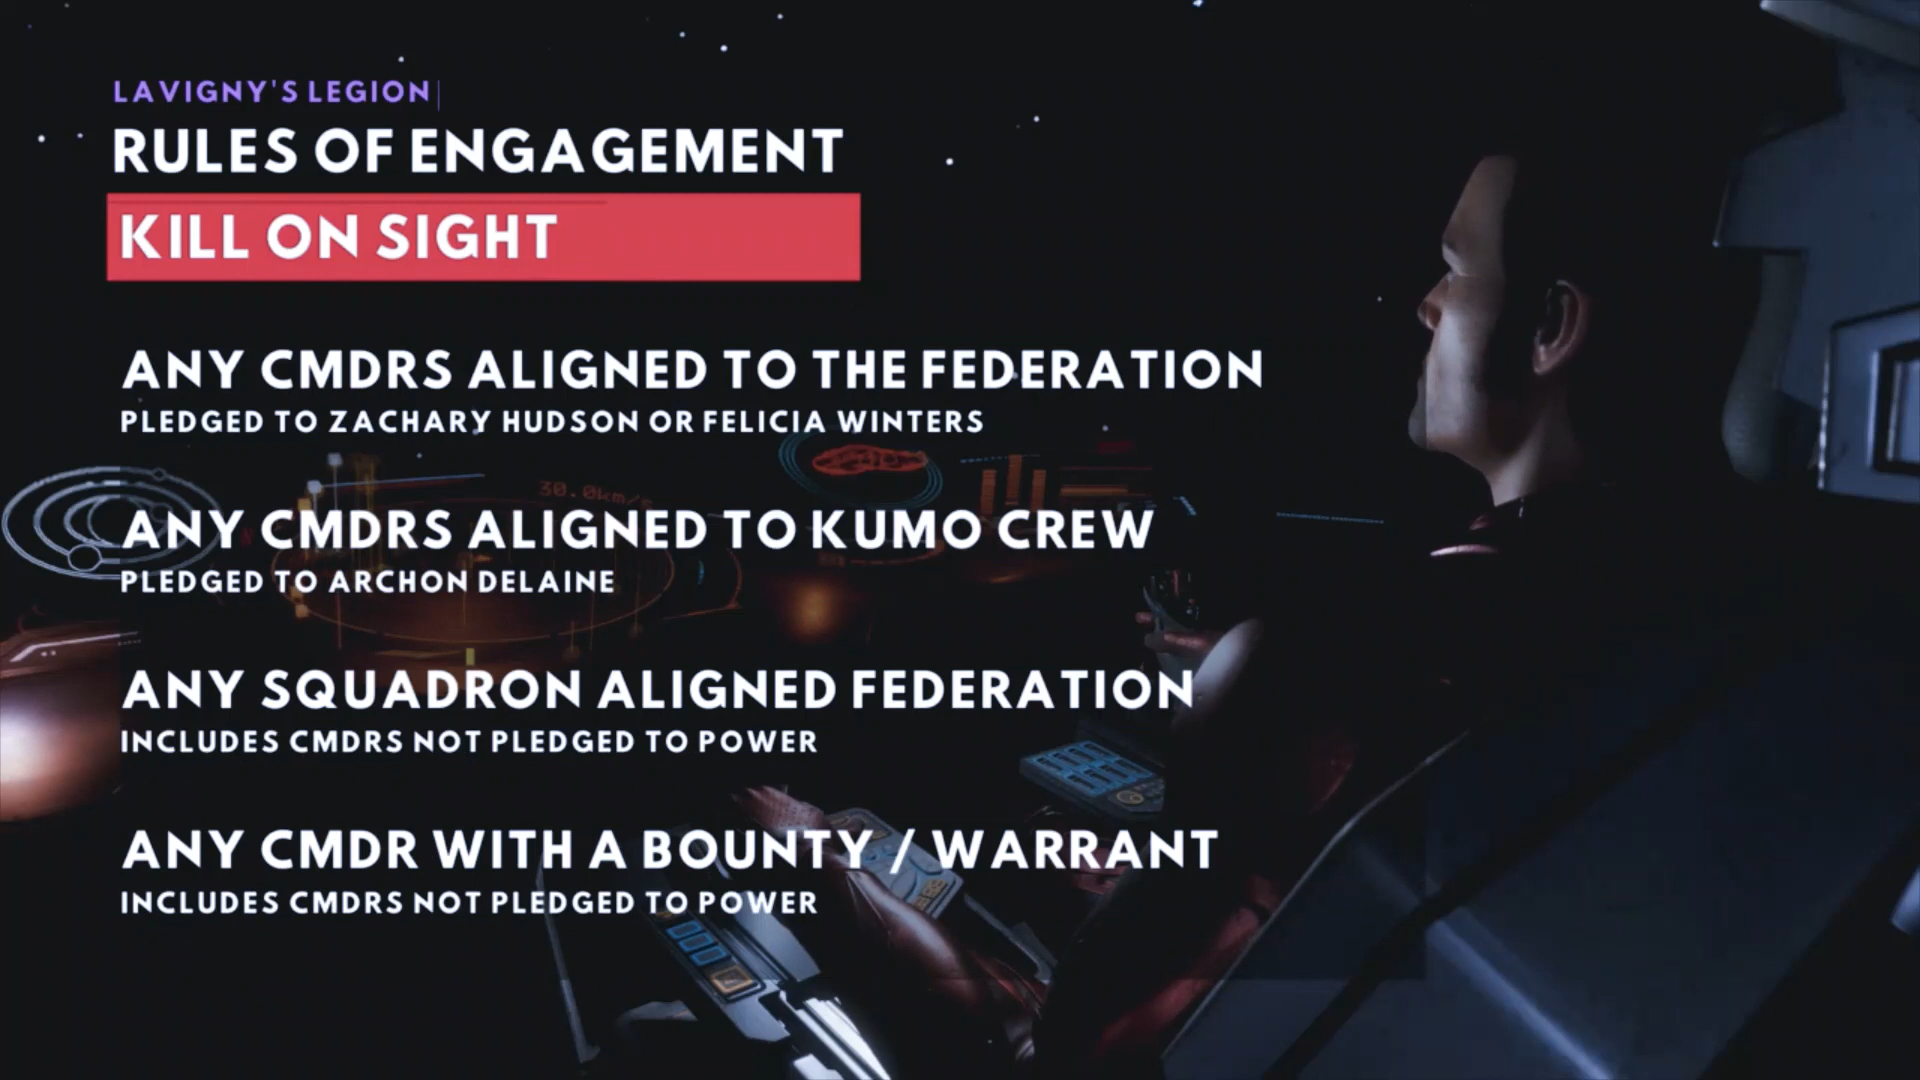 LAVIGNY'S LEGION
RULES OF ENGAGEMENT
KILL ON SIGHT
ANY CMDRS ALIGNED TO THE FEDERATION
PLEDGED TO ZACHARY HUDSON OR FELICIA WINTERS
30.0km/s
ANY CMDRS ALIGNED TO KUMO CREW
PLEDGED TO ARCHON DELAINE
ANY SQUADRON ALIGNED FEDERATION
INCLUDES CMDRS NOT PLEDGED TO POWER
ANY CMDR WITH A BOUNTY / WARRANT
INCLUDES CMDRS NOT PLEDGED TO POWER